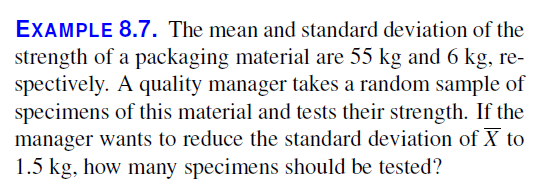 EXAMPLE 8.7. The mean and standard deviation of the
strength of a packaging material are 55 kg and 6 kg, re-
spectively. A quality manager takes a random sample of
specimens of this material and tests their strength. If the
manager wants to reduce the standard deviation of X̅ to
1.5 kg, how many specimens should be tested?